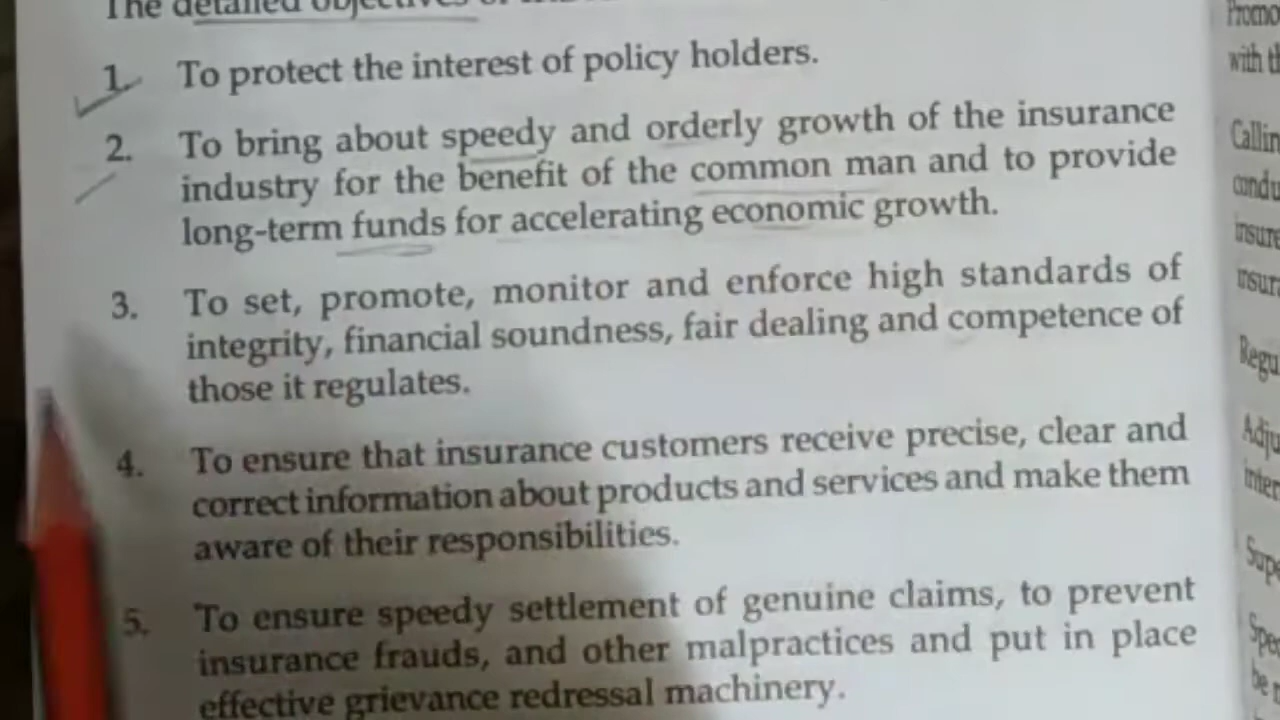 The detailed objectives of
1. To protect the interest of policy holders.
2. To bring about speedy and orderly growth of the insurance
industry for the benefit of the common man and to provide
long-term funds for accelerating economic growth.
3. To set, promote, monitor and enforce high standards of
integrity, financial soundness, fair dealing and competence of
those it regulates.
4. To ensure that insurance customers receive precise, clear and
correct information about products and services and make them
aware of their responsibilities.
5. To ensure speedy settlement of genuine claims, to prevent
insurance frauds, and other malpractices and put in place
effective grievance redressal machinery.
with